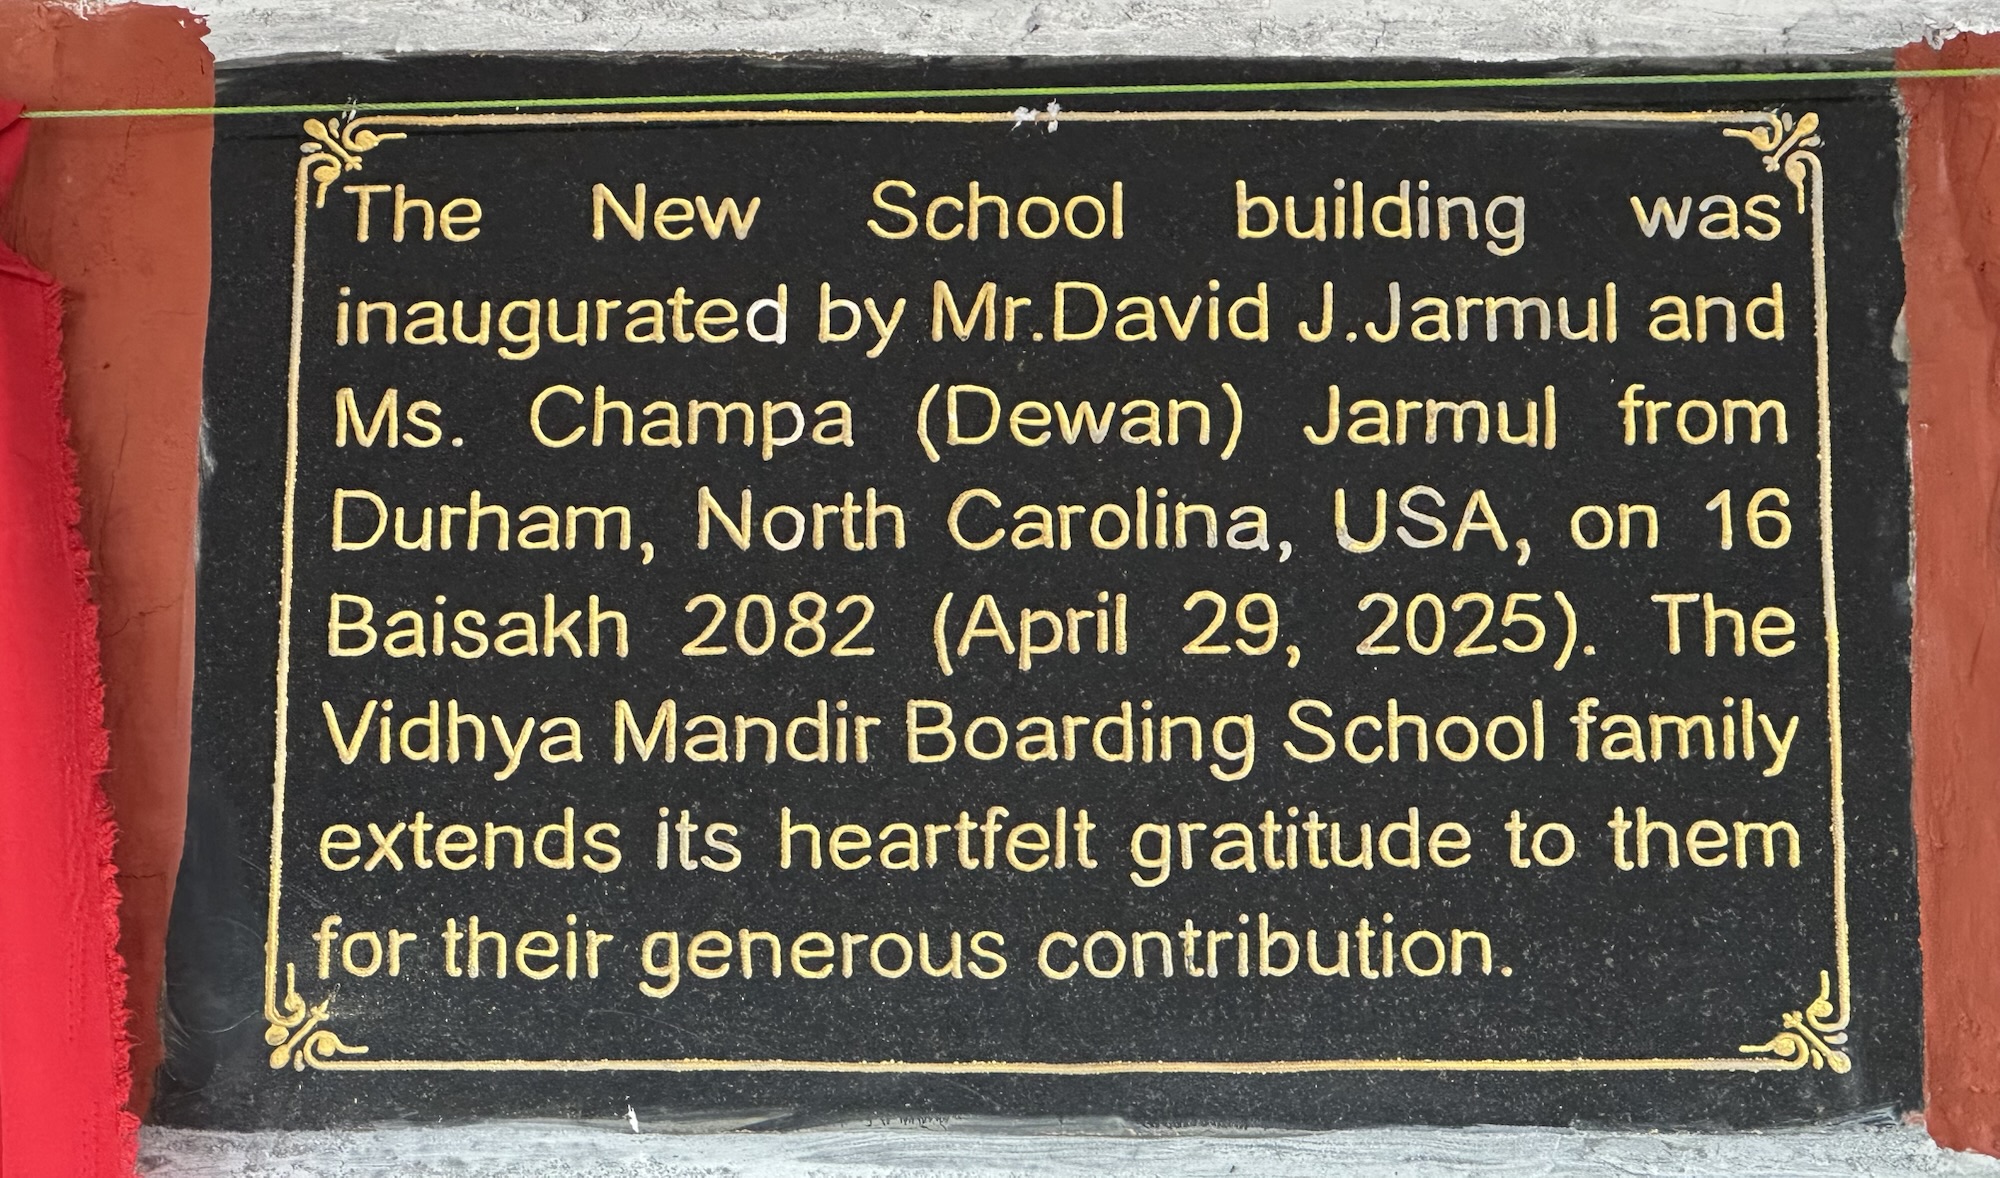 The New School building was
inaugurated by Mr.David J.Jarmul and
Ms. Champa (Dewan) Jarmul from
Durham, North Carolina, USA, on 16
Baisakh 2082 (April 29, 2025). The
Vidhya Mandir Boarding School family
extends its heartfelt gratitude to them
for their generous contribution.